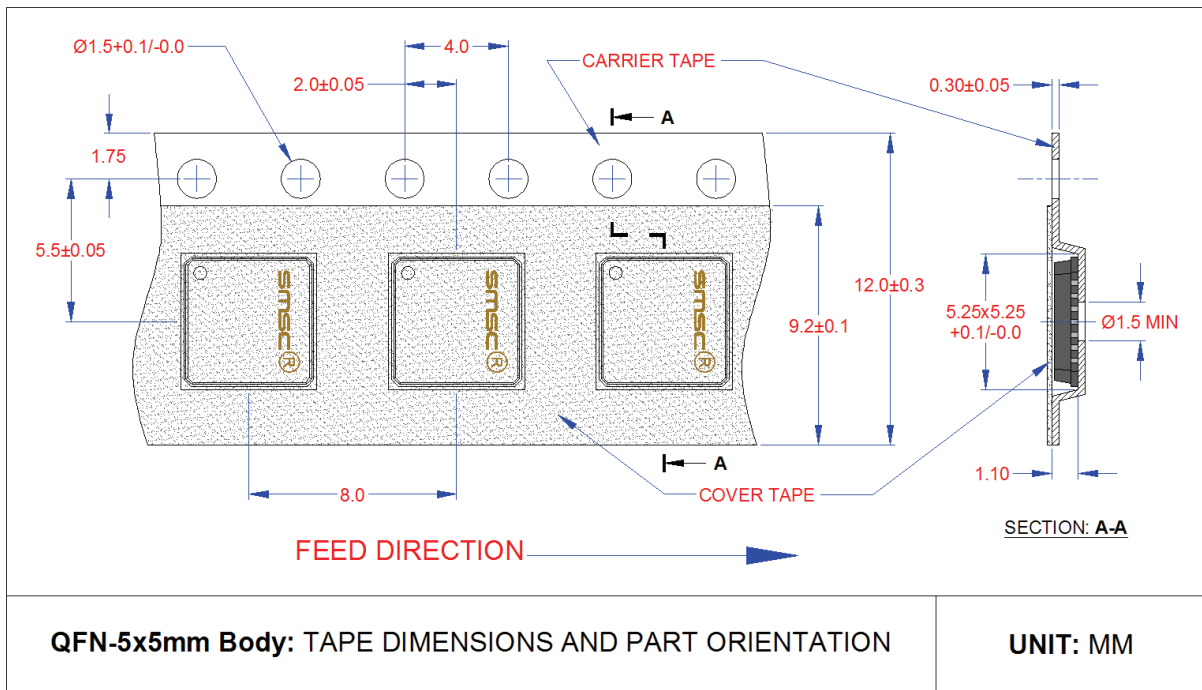 Ø1.5+0.1/-0.0
4.0
CARRIER TAPE
0.30±0.05
2.0±0.05
A
1.75
5.5±0.05
12.0±0.3
9.2±0.1
5.25x5.25
+0.1/-0.0
Ø1.5 MIN
smsc®
smsc®
smsc®
A
1.10
8.0
COVER TAPE
SECTION: A-A
FEED DIRECTION
QFN-5x5mm Body: TAPE DIMENSIONS AND PART ORIENTATION
UNIT: MM